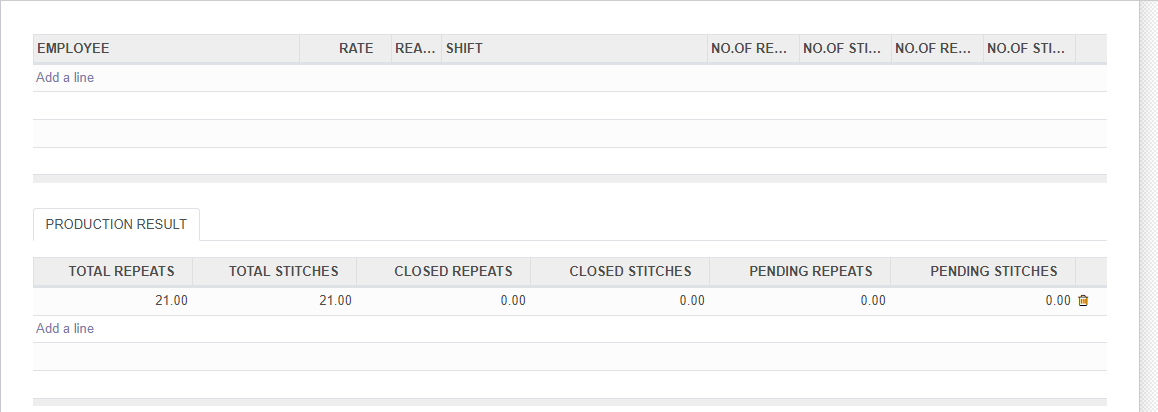 EMPLOYEE RATE REA... SHIFT NO.OF RE... NO.OF STI... NO.OF RE... NO.OF STI...
Add a line
PRODUCTION RESULT
TOTAL REPEATS TOTAL STITCHES CLOSED REPEATS CLOSED STITCHES PENDING REPEATS PENDING STITCHES
21.00 21.00 0.00 0.00 0.00 0.00
Add a line